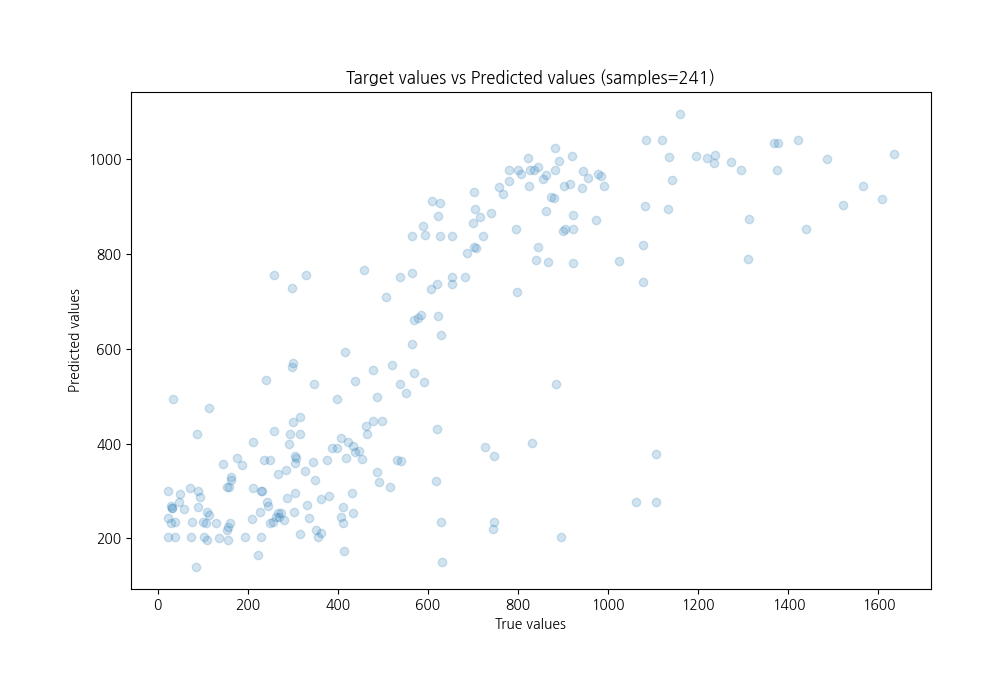 Target values vs Predicted values (samples=241)
1000
800
600
400
200
Predicted values
0 200 400 600 800 1000 1200 1400 1600
True values